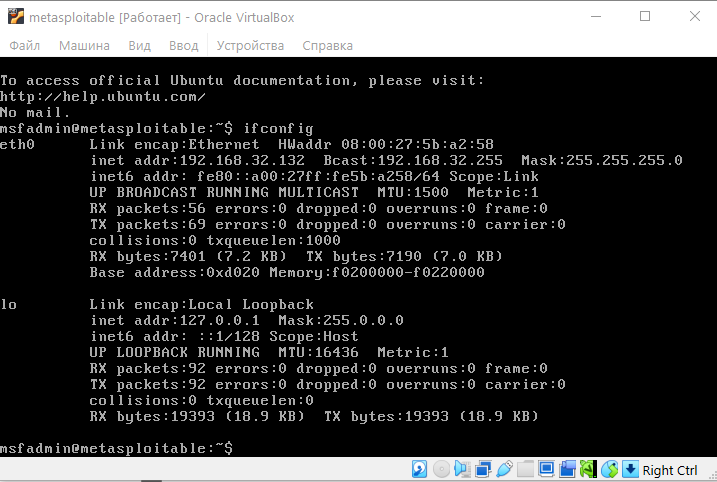 metasploitable [Работает] - Oracle VirtualBox
Файл Машина Вид Ввод Устройства Справка
To access official Ubuntu documentation, please visit:
http://help.ubuntu.com/
No mail.
msfadmin@metasploitable:~$ ifconfig
eth0 Link encap:Ethernet HWaddr 08:00:27:5b:a2:58
inet addr:192.168.32.132 Bcast:192.168.32.255 Mask:255.255.255.0
inet6 addr: fe80::a00:27ff:fe5b:a258/64 Scope:Link
UP BROADCAST RUNNING MULTICAST MTU:1500 Metric:1
RX packets:56 errors:0 dropped:0 overruns:0 frame:0
TX packets:69 errors:0 dropped:0 overruns:0 carrier:0
collisions:0 txqueuelen:1000
RX bytes:7401 (7.2 KB) TX bytes:7190 (7.0 KB)
Base address:0xd020 Memory:f0200000-f0220000
lo Link encap:Local Loopback
inet addr:127.0.0.1 Mask:255.0.0.0
inet6 addr: ::1/128 Scope:Host
UP LOOPBACK RUNNING MTU:16436 Metric:1
RX packets:92 errors:0 dropped:0 overruns:0 frame:0
TX packets:92 errors:0 dropped:0 overruns:0 carrier:0
collisions:0 txqueuelen:0
RX bytes:19393 (18.9 KB) TX bytes:19393 (18.9 KB)
msfadmin@metasploitable:~$
Right Ctrl